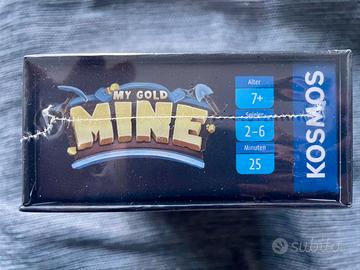 MY GOLD
MINE
Alter
7+
Spieler
2-6
Minuten
25
KOSMOS
subito